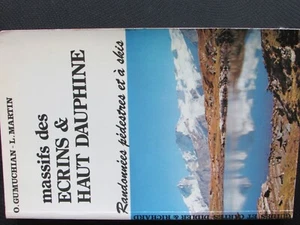 O. GUMUCHIAN - L. MARTIN
massifs des
ECRINS &
HAUT DAUPHINE
Randonnées pédestres et à skis
DIDIER & RICHARD